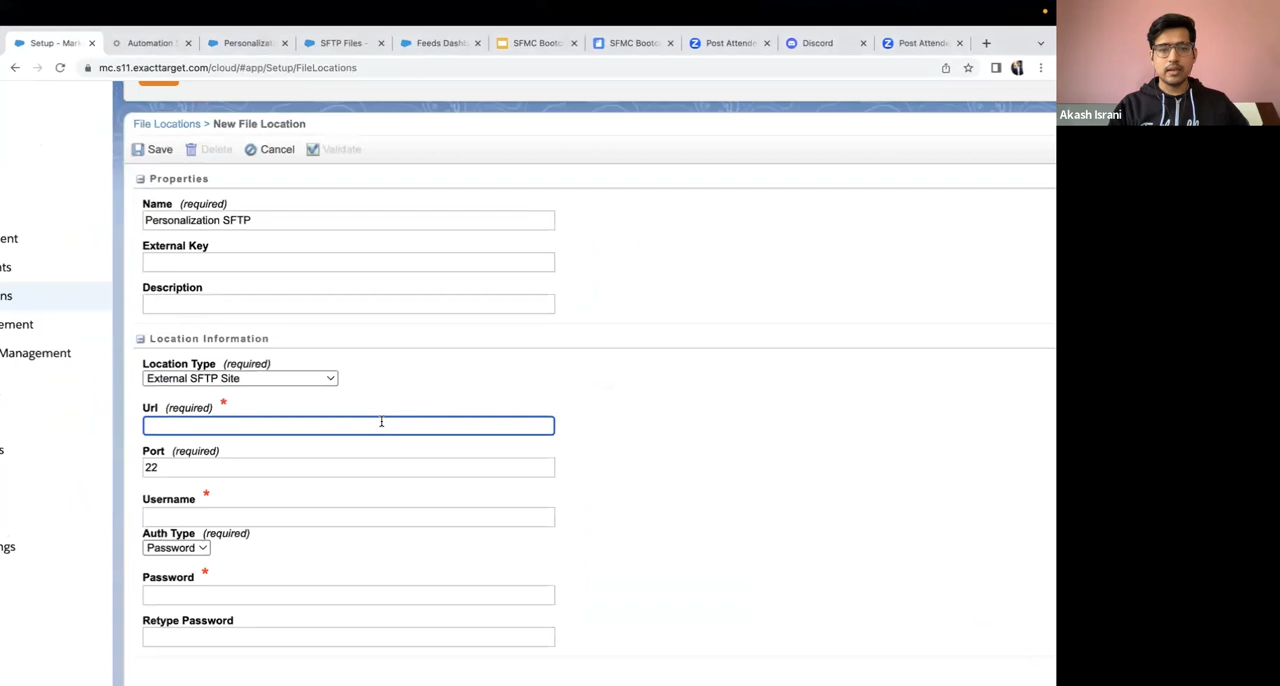 Setup - Mark
Automation S
Personalizat
SFTP Files -
Feeds Dashb
SFMC Bootc
SFMC Bootc
Post Attende
Discord
Post Attende
mc.s11.exacttarget.com/cloud/#app/Setup/FileLocations
Akash Israni
File Locations > New File Location
Save Delete Cancel Validate
Properties
Name (required)
Personalization SFTP
External Key
Description
Location Information
Location Type (required)
External SFTP Site
Url (required) *
Port (required)
22
Username *
Auth Type (required)
Password
Password *
Retype Password
ent
ts
ns
ement
Management
s
ngs